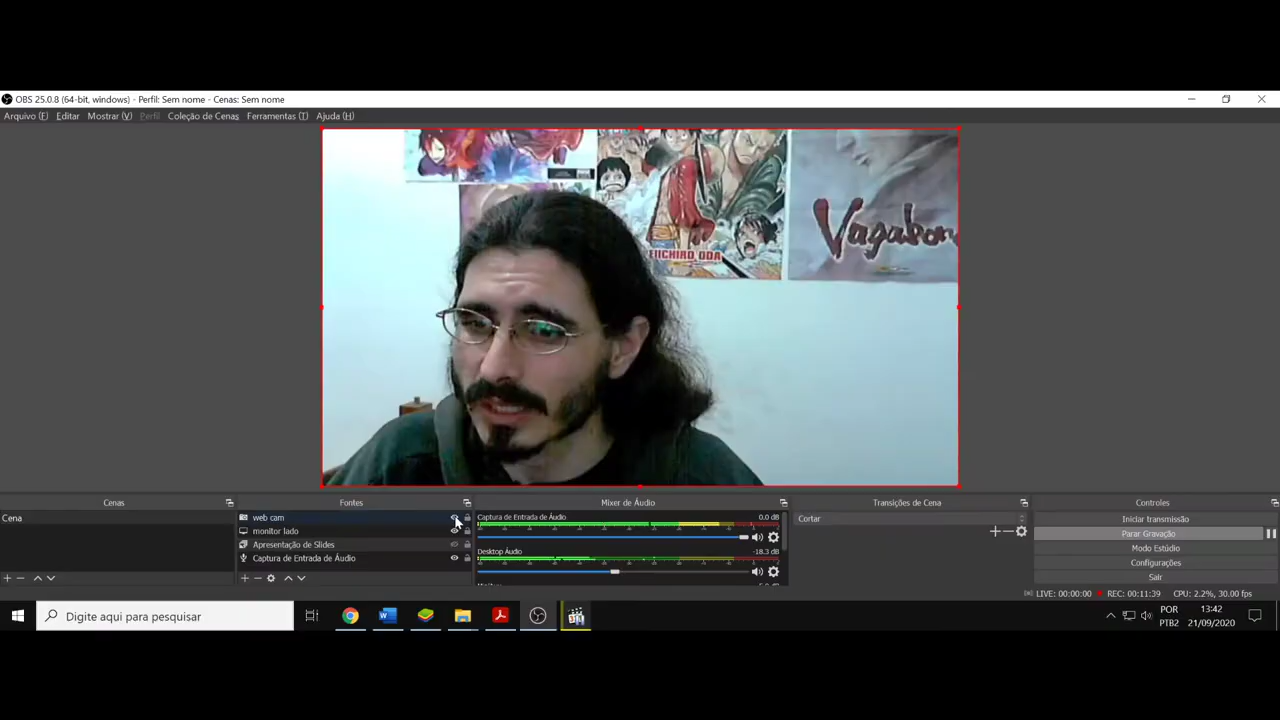 OBS 25.0.8 (64-bit, windows) - Perfil: Sem nome - Cenas: Sem nome
Arquivo (F) Editar Mostrar (V) Perfil Coleção de Cenas Ferramentas (T) Ajuda (H)
EIICHIRO ODA
Vagabon
Cenas Fontes Mixer de Áudio Transições de Cena Controles
Cena
web cam
monitor lado
Apresentação de Slides
Captura de Entrada de Áudio
Captura de Entrada de Áudio 0.0 dB
Desktop Áudio -18.3 dB
Cortar
Iniciar transmissão
Parar Gravação
Modo Estúdio
Configurações
Sair
LIVE: 00:00:00 REC: 00:11:39 CPU: 2.2%, 30.00 fps
Digite aqui para pesquisar
POR
PTB2
13:42
21/09/2020